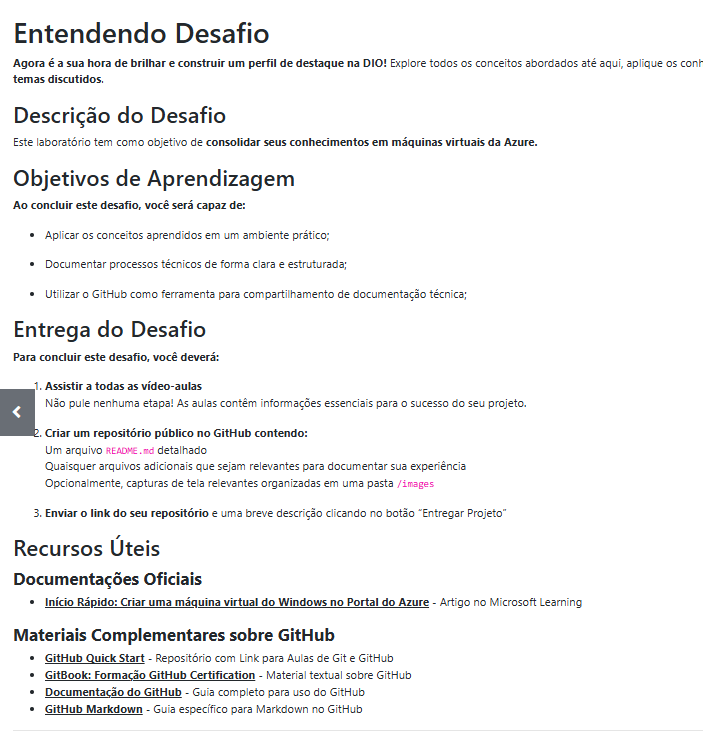 Entendendo Desafio
Agora é a sua hora de brilhar e construir um perfil de destaque na DIO! Explore todos os conceitos abordados até aqui, aplique os
temas discutidos.
Descrição do Desafio
Este laboratório tem como objetivo de consolidar seus conhecimentos em máquinas virtuais da Azure.
Objetivos de Aprendizagem
Ao concluir este desafio, você será capaz de:
• Aplicar os conceitos aprendidos em um ambiente prático;
• Documentar processos técnicos de forma clara e estruturada;
• Utilizar o GitHub como ferramenta para compartilhamento de documentação técnica;
Entrega do Desafio
Para concluir este desafio, você deverá:
1. Assistir a todas as vídeo-aulas
Não pule nenhuma etapa! As aulas contêm informações essenciais para o sucesso do seu projeto.
2. Criar um repositório público no GitHub contendo:
Um arquivo README.md detalhado
Quaisquer arquivos adicionais que sejam relevantes para documentar sua experiência
Opcionalmente, capturas de tela relevantes organizadas em uma pasta /images
3. Enviar o link do seu repositório e uma breve descrição clicando no botão “Entregar Projeto”
Recursos Úteis
Documentações Oficiais
• Início Rápido: Criar uma máquina virtual do Windows no Portal do Azure - Artigo no Microsoft Learning
Materiais Complementares sobre GitHub
• GitHub Quick Start - Repositório com Link para Aulas de Git e GitHub
• GitBook: Formação GitHub Certification - Material textual sobre GitHub
• Documentação do GitHub - Guia completo para uso do GitHub
• GitHub Markdown - Guia específico para Markdown no GitHub